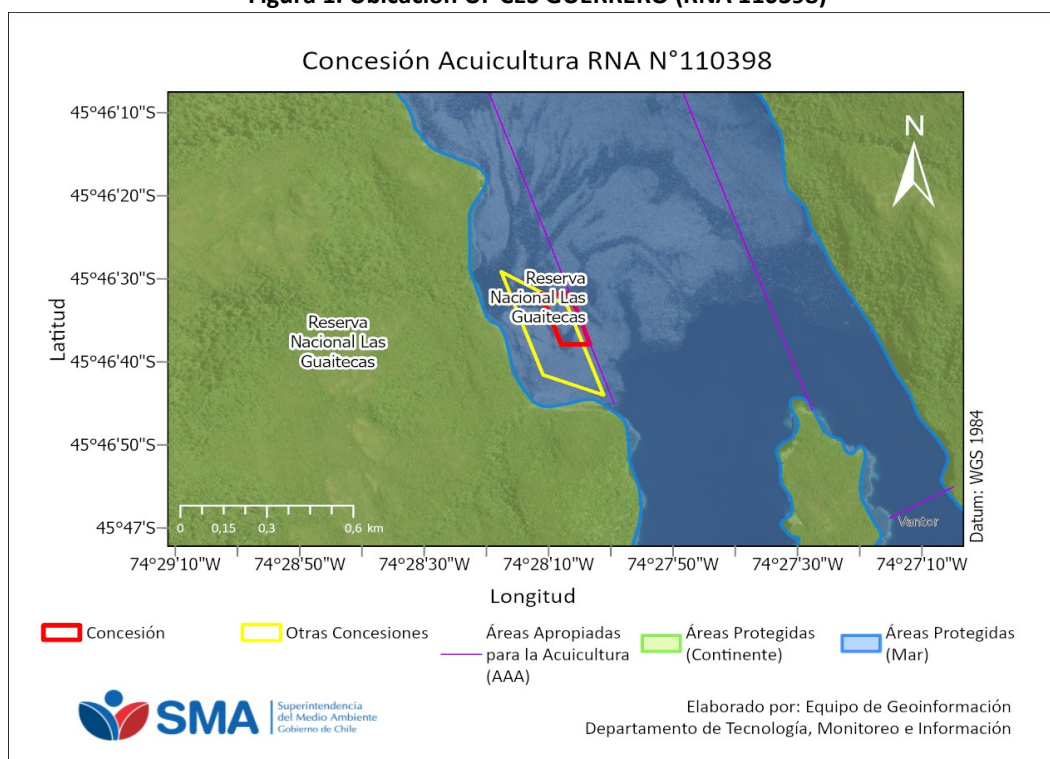 Figura 1. Ubicación UF CES GUERRERO (RNA 110398)
Concesión Acuicultura RNA N°110398
45°46'10"S
45°46'20"S
45°46'30"S
45°46'40"S
45°46'50"S
45°47'S
Latitud
N
Reserva
Nacional Las
Guaitecas
Reserva
Nacional Las
Guaitecas
Vantor
Datum: WGS 1984
0 0,15 0,3 0,6 km
74°29'10"W 74°28'50"W 74°28'30"W 74°28'10"W 74°27'50"W 74°27'30"W 74°27'10"W
Longitud
Concesión
Otras Concesiones
Áreas Apropiadas
para la Acuicultura
(AAA)
Áreas Protegidas
(Continente)
Áreas Protegidas
(Mar)
SMA
Superintendencia
del Medio Ambiente
Gobierno de Chile
Elaborado por: Equipo de Geoinformación
Departamento de Tecnología, Monitoreo e Información